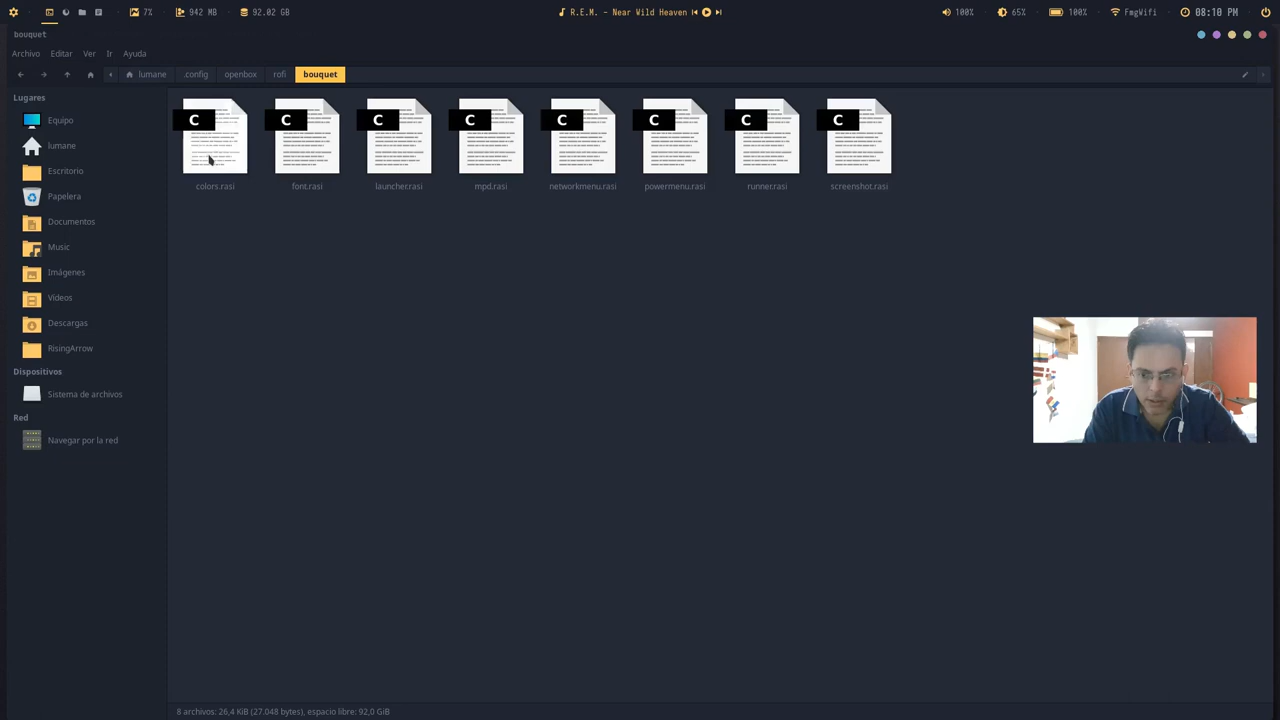 7% 942 MB 92.02 GB R.E.M. - Near Wild Heaven 100% 65% 100% FmgWifi 08:10 PM
bouquet
Archivo Editar Ver Ir Ayuda
lumane .config openbox rofi bouquet
Lugares
Equipo
lumane
Escritorio
Papelera
Documentos
Music
Imágenes
Vídeos
Descargas
RisingArrow
Dispositivos
Sistema de archivos
Red
Navegar por la red
C C C C C C C C
colors.rasi font.rasi launcher.rasi mpd.rasi networkmenu.rasi powermenu.rasi runner.rasi screenshot.rasi
8 archivos: 26,4 KiB (27.048 bytes), espacio libre: 92,0 GiB